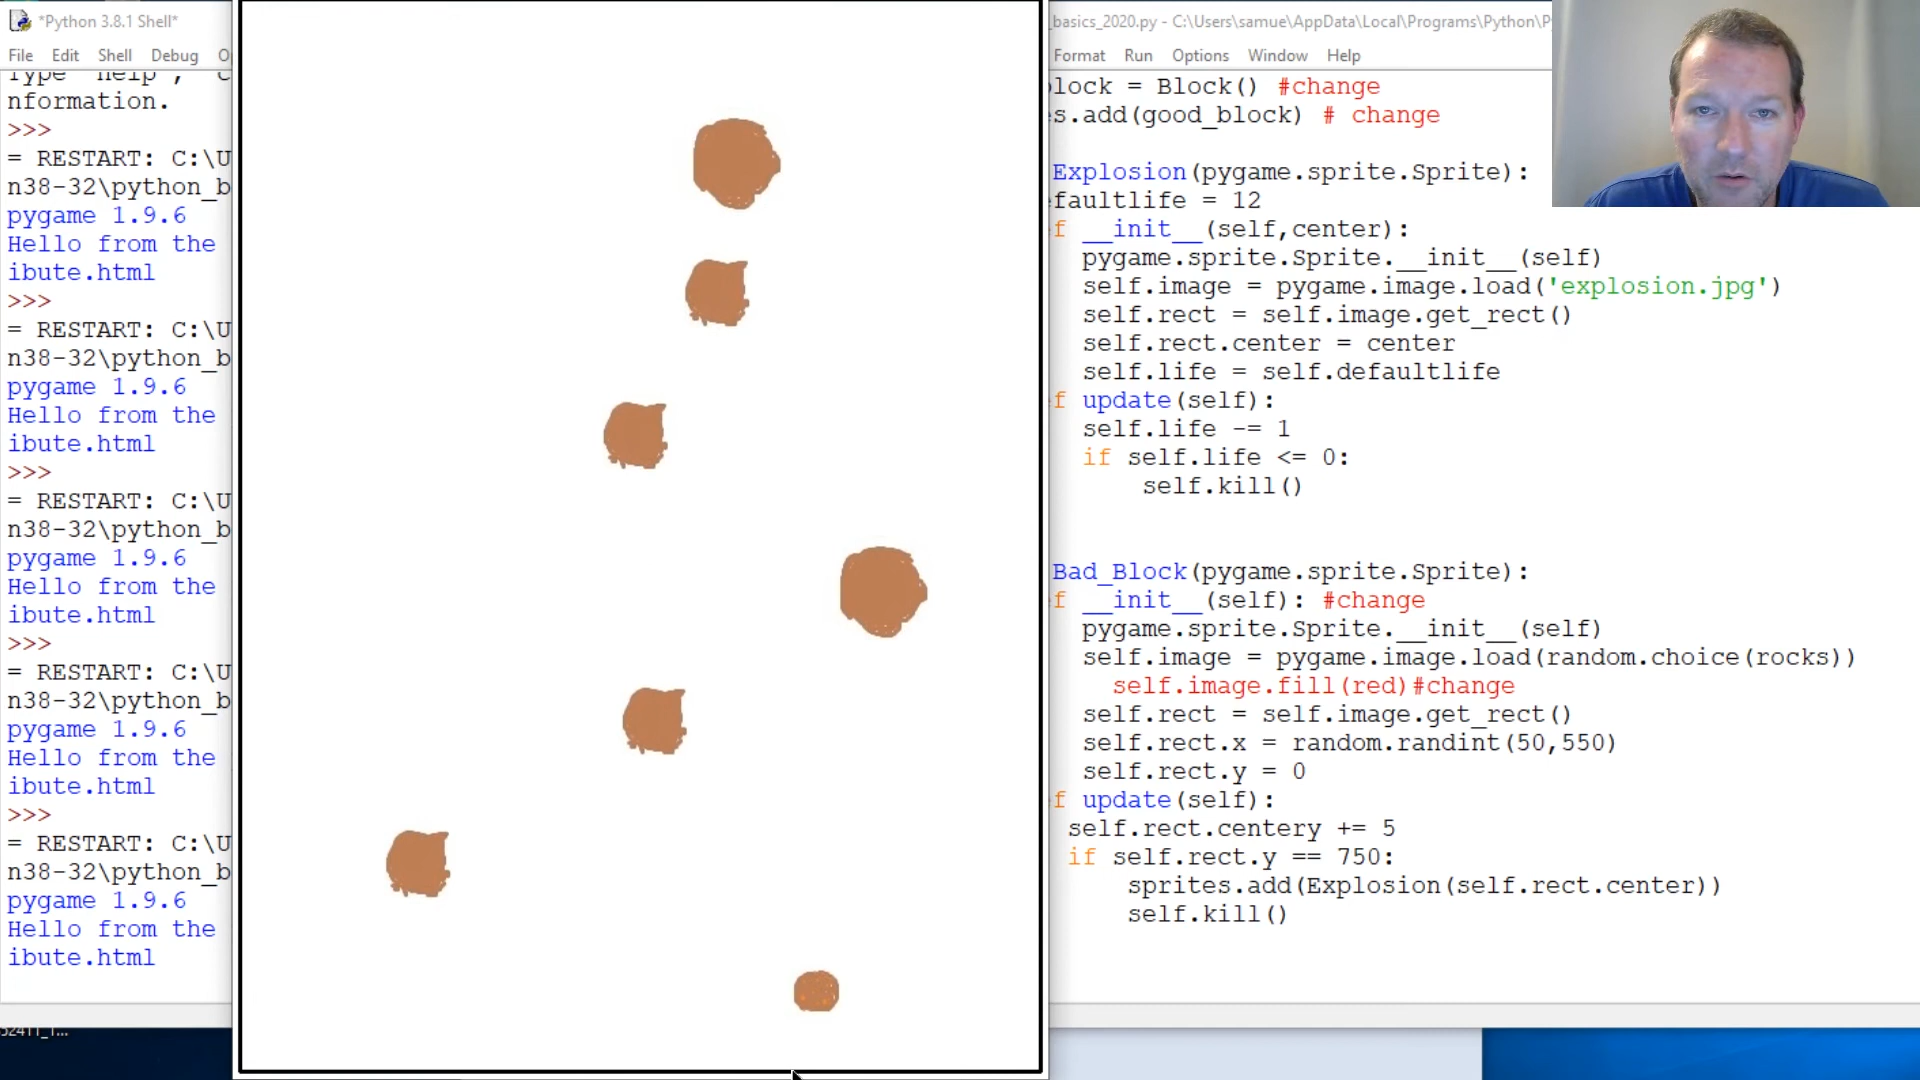 *Python 3.8.1 Shell*
File Edit Shell Debug
nformation.
>>>
= RESTART: C:\U
n38-32\python_b
pygame 1.9.6
Hello from the
ibute.html
>>>
= RESTART: C:\U
n38-32\python_b
pygame 1.9.6
Hello from the
ibute.html
>>>
= RESTART: C:\U
n38-32\python_b
pygame 1.9.6
Hello from the
ibute.html
>>>
= RESTART: C:\U
n38-32\python_b
pygame 1.9.6
Hello from the
ibute.html
>>>
= RESTART: C:\U
n38-32\python_b
pygame 1.9.6
Hello from the
ibute.html
_basics_2020.py - C:\Users\samue\AppData\Local\Programs\Python\P
Format Run Options Window Help
lock = Block() #change
s.add(good_block) # change
Explosion(pygame.sprite.Sprite):
faultlife = 12
f __init__(self,center):
pygame.sprite.Sprite.__init__(self)
self.image = pygame.image.load('explosion.jpg')
self.rect = self.image.get_rect()
self.rect.center = center
self.life = self.defaultlife
f update(self):
self.life -= 1
if self.life <= 0:
self.kill()
Bad_Block(pygame.sprite.Sprite):
f __init__(self): #change
pygame.sprite.Sprite.__init__(self)
self.image = pygame.image.load(random.choice(rocks))
self.image.fill(red)#change
self.rect = self.image.get_rect()
self.rect.x = random.randint(50,550)
self.rect.y = 0
f update(self):
self.rect.centery += 5
if self.rect.y == 750:
sprites.add(Explosion(self.rect.center))
self.kill()